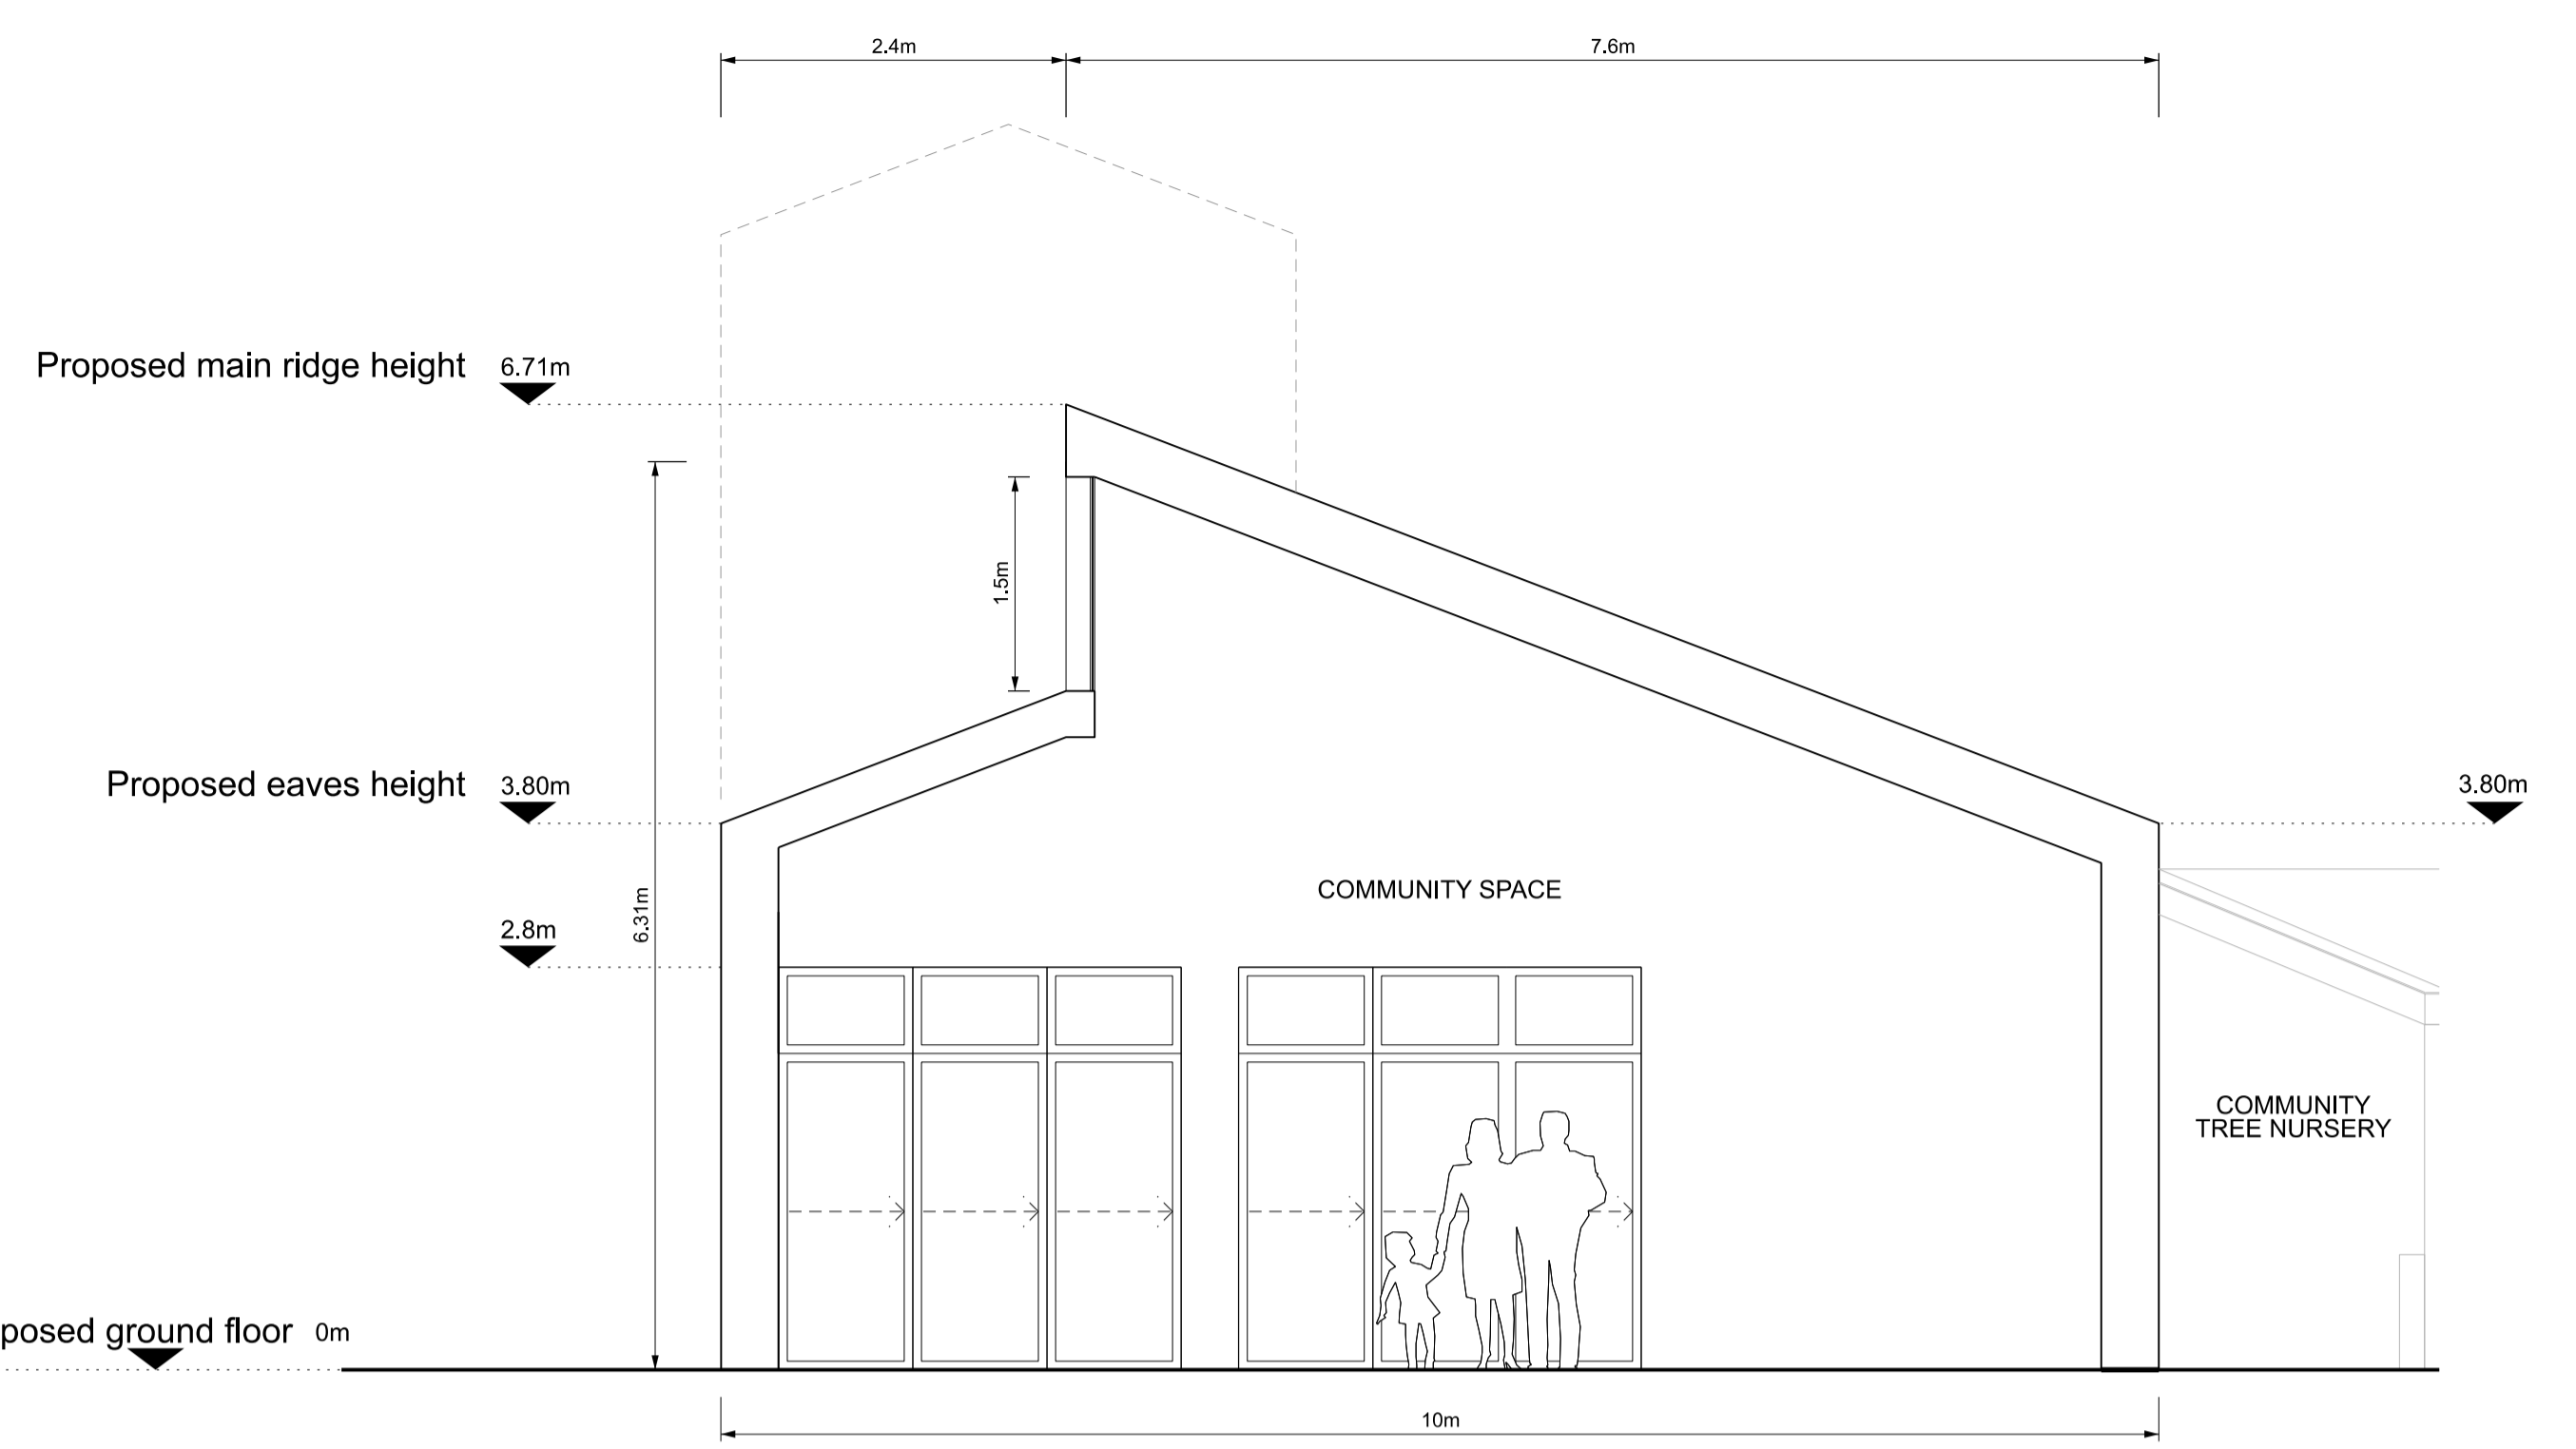 2.4m
7.6m
Proposed main ridge height 6.71m
1.5m
Proposed eaves height 3.80m
3.80m
6.31m
COMMUNITY SPACE
2.8m
COMMUNITY
TREE NURSERY
posed ground floor 0m
10m